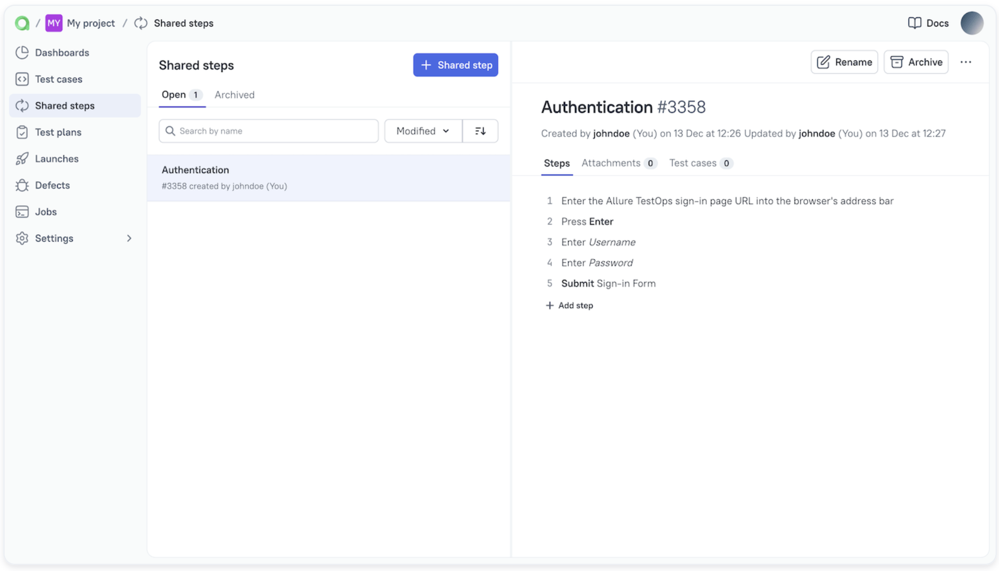 / MY My project / Shared steps
Docs
Dashboards
Test cases
Shared steps
Test plans
Launches
Defects
Jobs
Settings
Shared steps
+ Shared step
Open 1 Archived
Search by name
Modified
Authentication
#3358 created by johndoe (You)
Rename
Archive
...
Authentication #3358
Created by johndoe (You) on 13 Dec at 12:26 Updated by johndoe (You) on 13 Dec at 12:27
Steps Attachments 0 Test cases 0
1 Enter the Allure TestOps sign-in page URL into the browser's address bar
2 Press Enter
3 Enter Username
4 Enter Password
5 Submit Sign-in Form
+ Add step